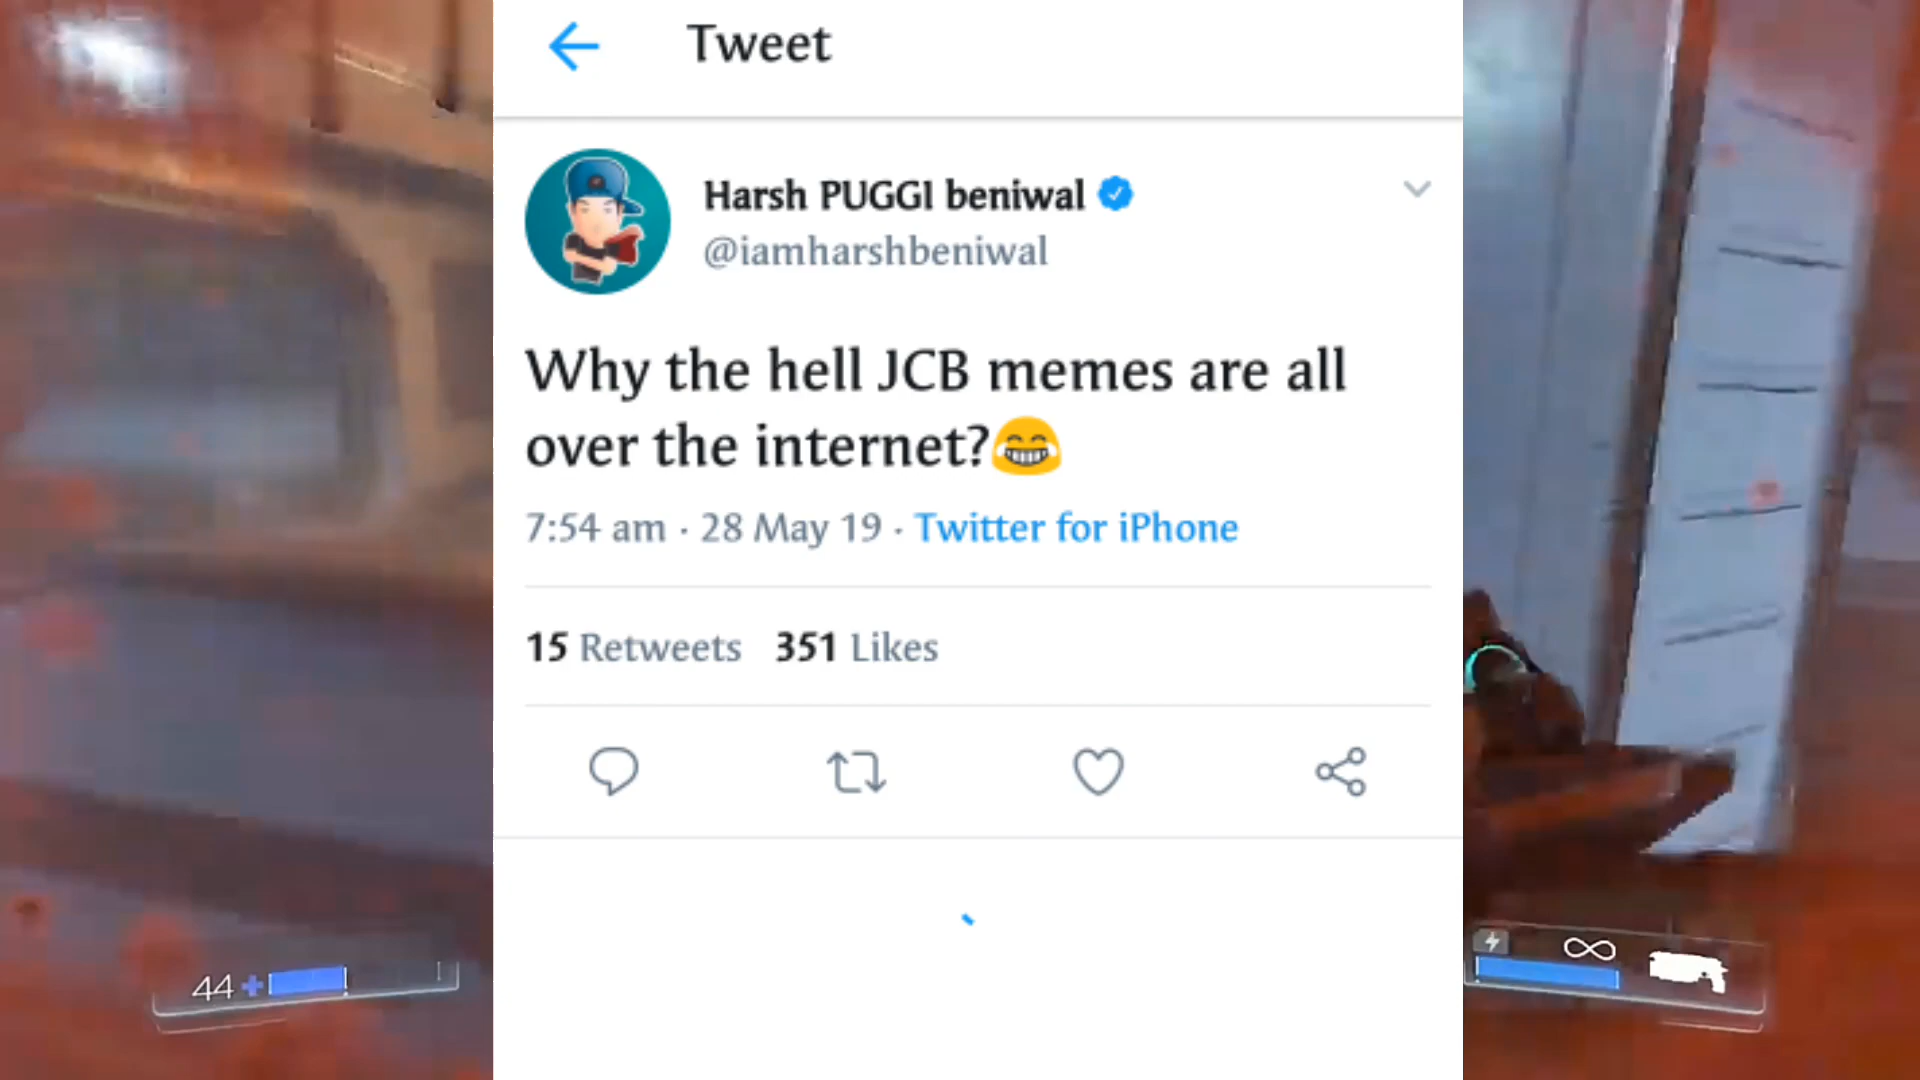 Tweet
Harsh PUGGI beniwal
@iamharshbeniwal
Why the hell JCB memes are all
over the internet?😂
7:54 am · 28 May 19 · Twitter for iPhone
15 Retweets 351 Likes
44